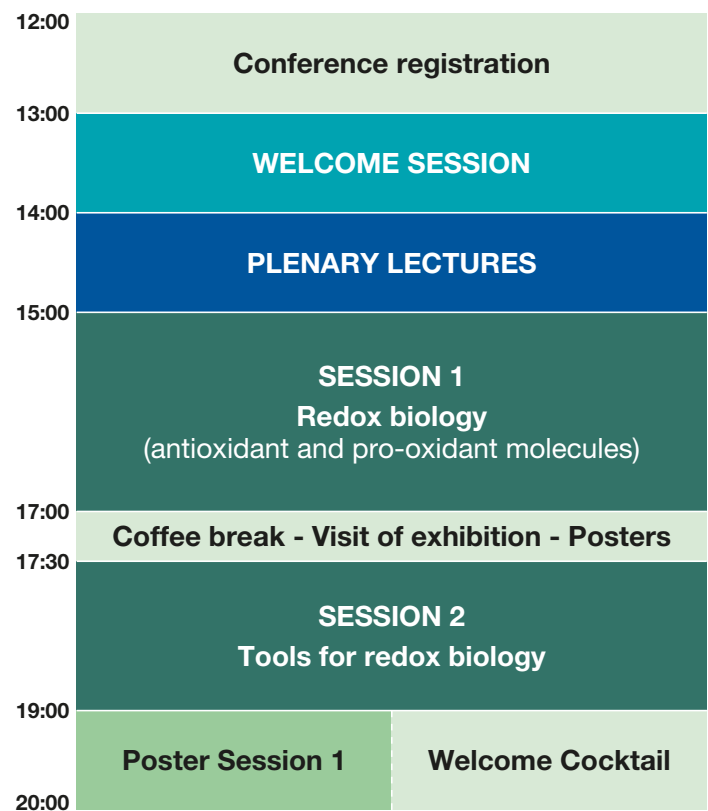 12:00
Conference registration
13:00
WELCOME SESSION
14:00
PLENARY LECTURES
15:00
SESSION 1
Redox biology
(antioxidant and pro-oxidant molecules)
17:00
Coffee break - Visit of exhibition - Posters
17:30
SESSION 2
Tools for redox biology
19:00
Poster Session 1 Welcome Cocktail
20:00